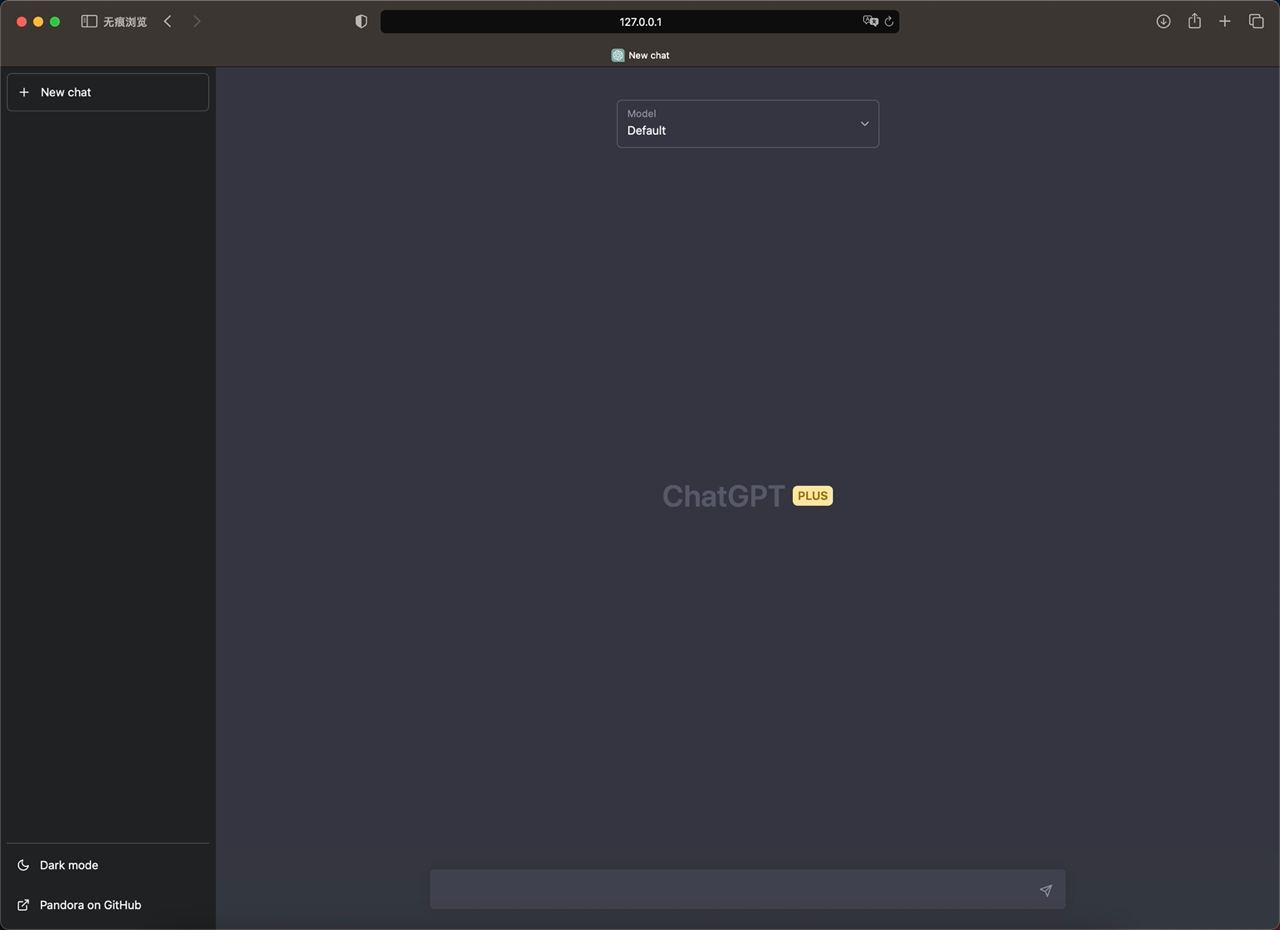 无痕浏览
127.0.0.1
New chat
New chat
Model
Default
ChatGPT PLUS
Dark mode
Pandora on GitHub